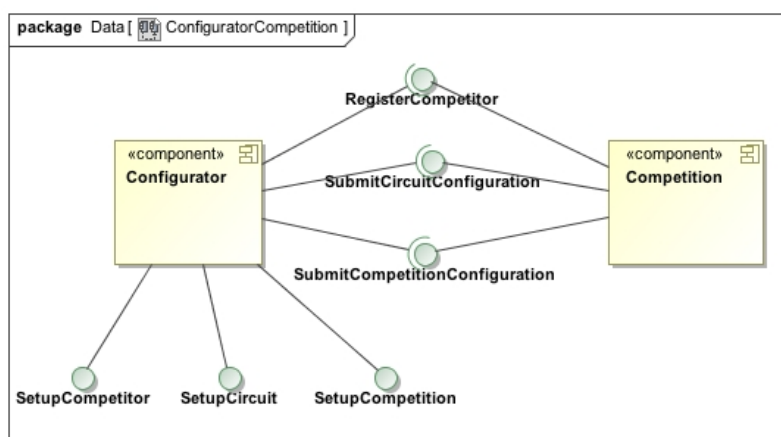 package Data [ ConfiguratorCompetition ]
RegisterCompetitor
«component»
Configurator
SubmitCircuitConfiguration
«component»
Competition
SubmitCompetitionConfiguration
SetupCompetitor
SetupCircuit
SetupCompetition